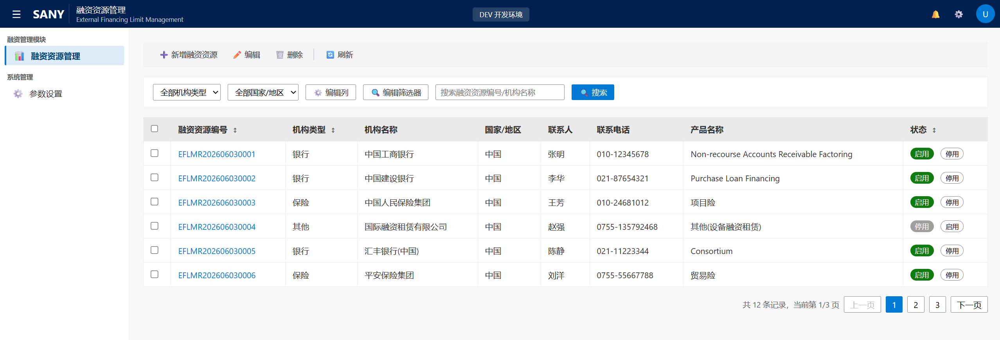 ☰ SANY 融资资源管理
External Financing Limit Management
DEV 开发环境
U
融资管理模块
融资资源管理
系统管理
参数设置
新增融资资源 编辑 删除 刷新
全部机构类型 全部国家/地区 编辑列 编辑筛选器 搜索融资资源编号/机构名称 搜索
融资资源编号 ↕ 机构类型 ↕ 机构名称 国家/地区 联系人 联系电话 产品名称 状态 ↕
EFLMR202606030001 银行 中国工商银行 中国 张明 010-12345678 Non-recourse Accounts Receivable Factoring 启用 停用
EFLMR202606030002 银行 中国建设银行 中国 李华 021-87654321 Purchase Loan Financing 启用 停用
EFLMR202606030003 保险 中国人民保险集团 中国 王芳 010-24681012 项目险 启用 停用
EFLMR202606030004 其他 国际融资租赁有限公司 中国 赵强 0755-135792468 其他(设备融资租赁) 停用 启用
EFLMR202606030005 银行 汇丰银行(中国) 中国 陈静 021-11223344 Consortium 启用 停用
EFLMR202606030006 保险 平安保险集团 中国 刘洋 0755-55667788 贸易险 启用 停用
共 12 条记录，当前第 1/3 页 上一页 1 2 3 下一页